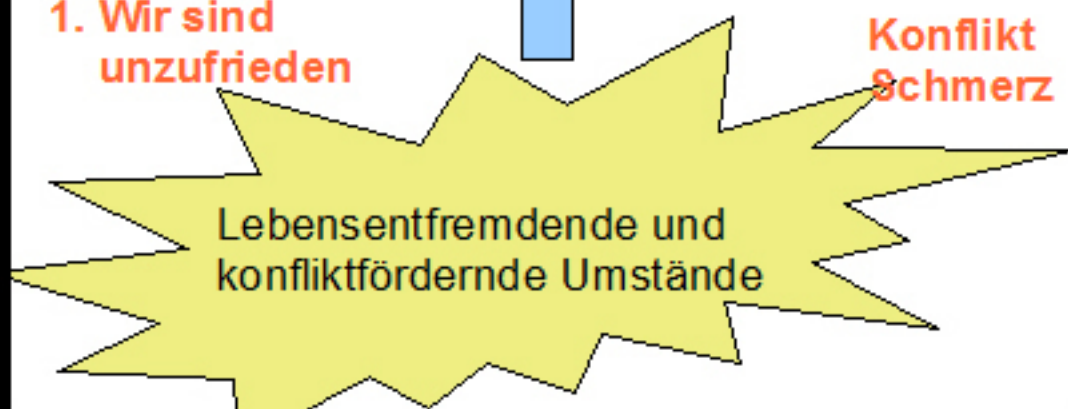 1. Wir sind
unzufrieden
Konflikt
Schmerz
Lebensentfremdende und
konfliktfördernde Umstände